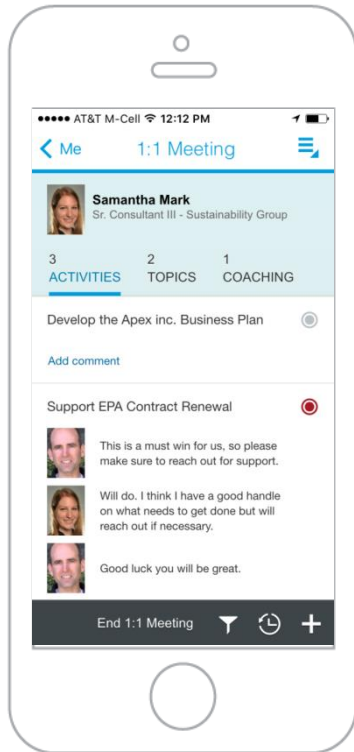 AT&T M-Cell 12:12 PM
Me 1:1 Meeting
Samantha Mark
Sr. Consultant III - Sustainability Group
3 2 1
ACTIVITIES TOPICS COACHING
Develop the Apex inc. Business Plan
Add comment
Support EPA Contract Renewal
This is a must win for us, so please
make sure to reach out for support.
Will do. I think I have a good handle
on what needs to get done but will
reach out if necessary.
Good luck you will be great.
End 1:1 Meeting